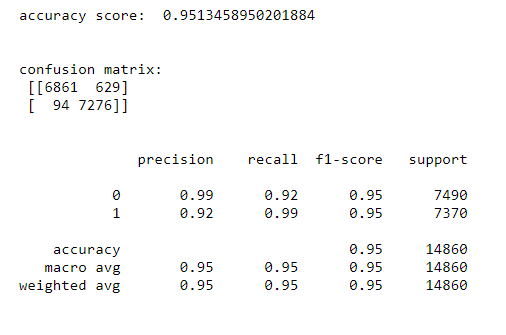 accuracy score:  0.9513458950201884
confusion matrix:
[[6861  629]
[  94 7276]]
precision    recall  f1-score   support
0       0.99      0.92      0.95      7490
1       0.92      0.99      0.95      7370
accuracy                           0.95     14860
macro avg       0.95      0.95      0.95     14860
weighted avg       0.95      0.95      0.95     14860